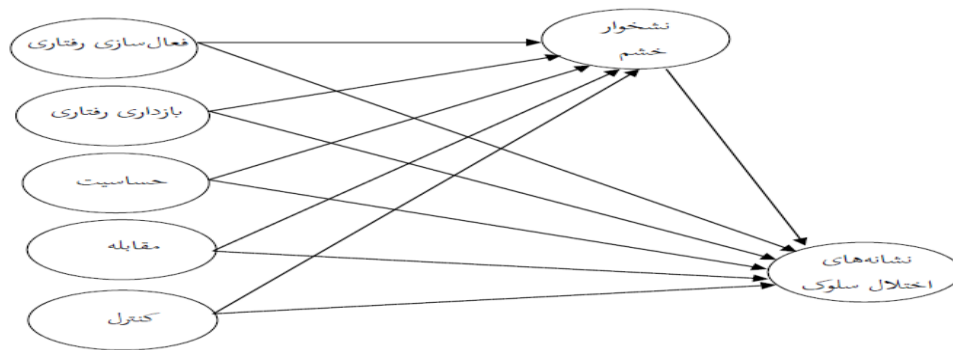 نشخوار
خشم
فعال‌سازی رفتاری
بازداری رفتاری
حساسیت
مقابله
کنترل
نشانه‌های
اختلال سلوک